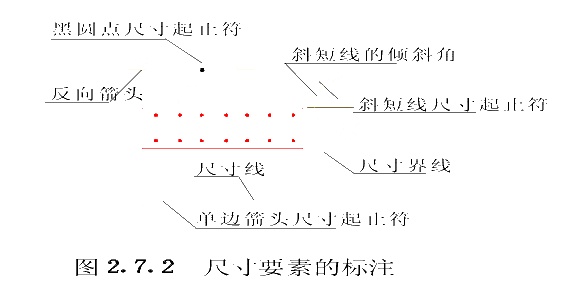 黑圆点尺寸起止符
斜短线的倾斜角
反向箭头
斜短线尺寸起止符
尺寸线
尺寸界线
单边箭头尺寸起止符
图 2.7.2 尺寸要素的标注